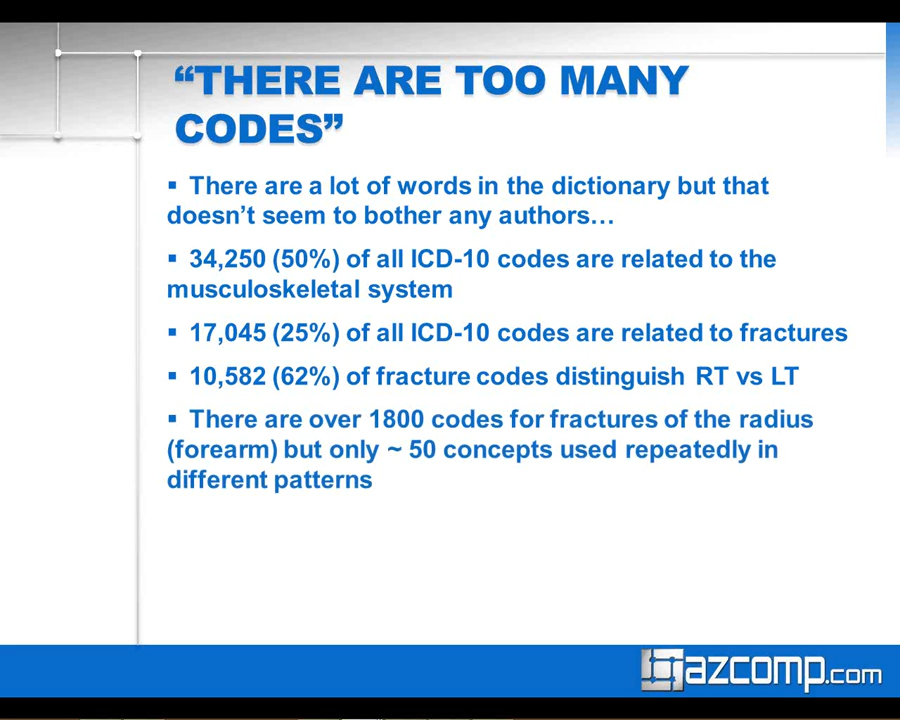 “THERE ARE TOO MANY
CODES”
▪ There are a lot of words in the dictionary but that
doesn’t seem to bother any authors…
▪ 34,250 (50%) of all ICD-10 codes are related to the
musculoskeletal system
▪ 17,045 (25%) of all ICD-10 codes are related to fractures
▪ 10,582 (62%) of fracture codes distinguish RT vs LT
▪ There are over 1800 codes for fractures of the radius
(forearm) but only ~ 50 concepts used repeatedly in
different patterns
azcomp.com